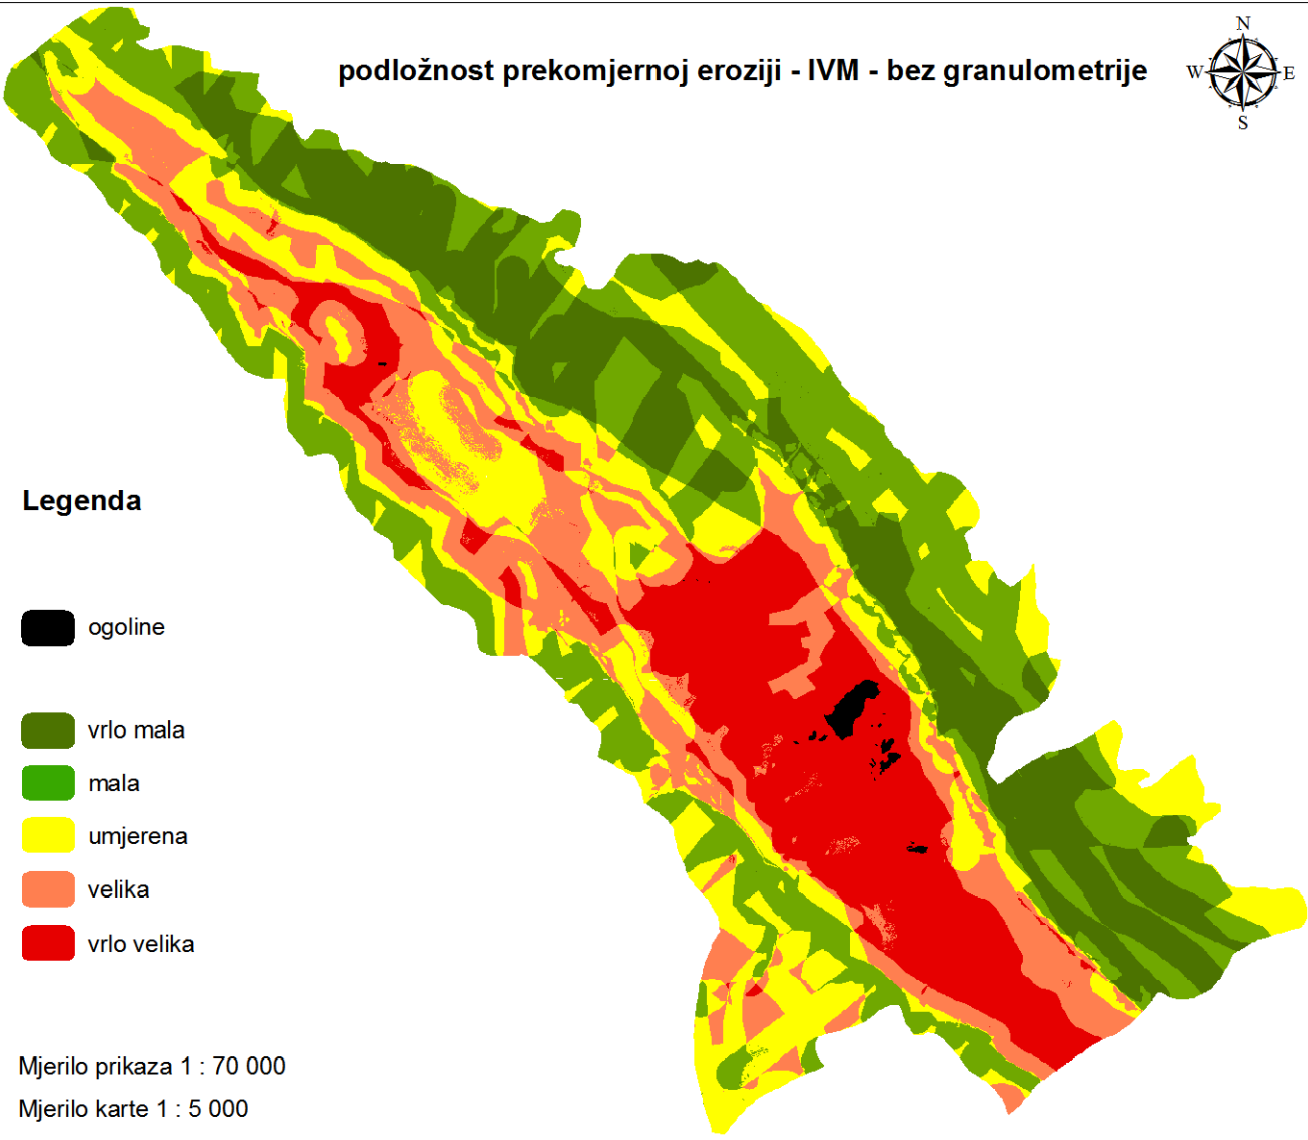 podložnost prekomjernoj eroziji - IVM - bez granulometrije
N
W E
S
Legenda
ogoline
vrlo mala
mala
umjerena
velika
vrlo velika
Mjerilo prikaza 1 : 70 000
Mjerilo karte 1 : 5 000